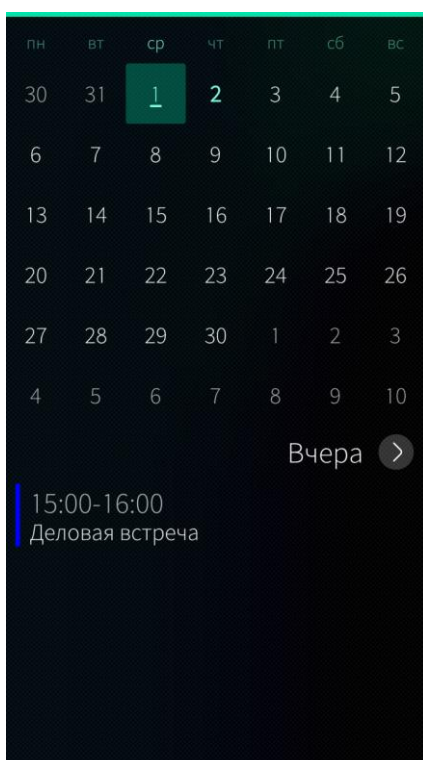 пн вт ср чт пт сб вс
30 31 1 2 3 4 5
6 7 8 9 10 11 12
13 14 15 16 17 18 19
20 21 22 23 24 25 26
27 28 29 30 1 2 3
4 5 6 7 8 9 10
Вчера
15:00-16:00
Деловая встреча